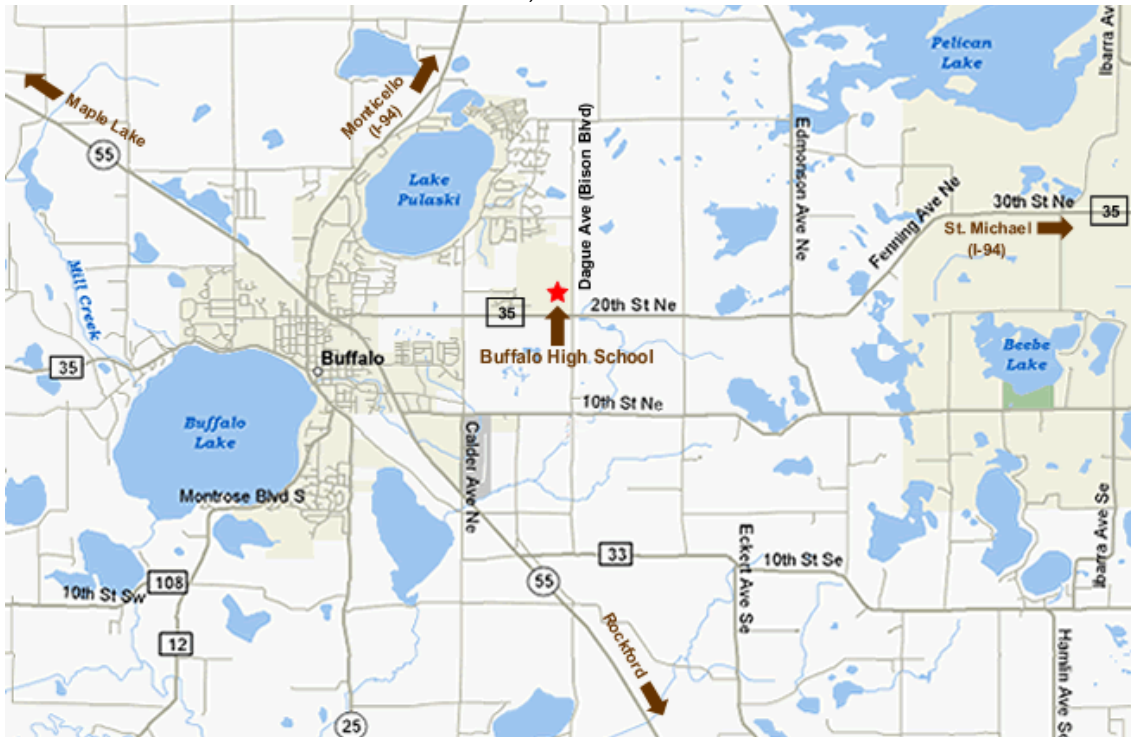 Pelican
Lake
Ibarra Av
Maple Lake
Monticello
(I-94)
55
Lake
Pulaski
Dague Ave (Bison Blvd)
Edmonson Ave Ne
Fenning Ave Ne
30th St Ne
35
St. Michael
(I-94)
Mill Creek
35
20th St Ne
Buffalo High School
Buffalo
35
Beebe
Lake
10th St Ne
Buffalo
Lake
Calder Ave Ne
Montrose Blvd S
Ibarra Ave Se
Eckert Ave Se
33
10th St Se
55
108
10th St Sw
12
Rockford
Hamlin Ave Se
25